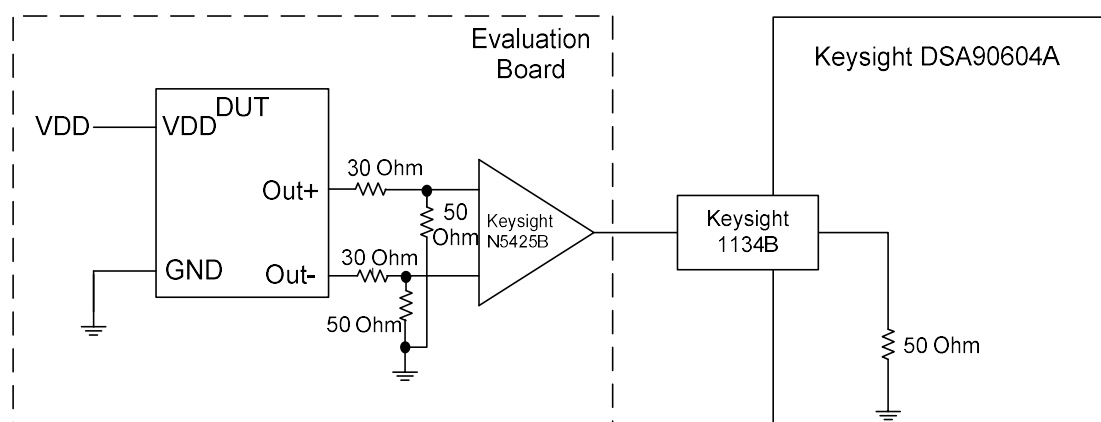 Evaluation
Board
Keysight DSA90604A
DUT
VDD
VDD
30 Ohm
Out+
50
Ohm
Keysight
N5425B
Keysight
1134B
GND
Out-
30 Ohm
50 Ohm
50 Ohm